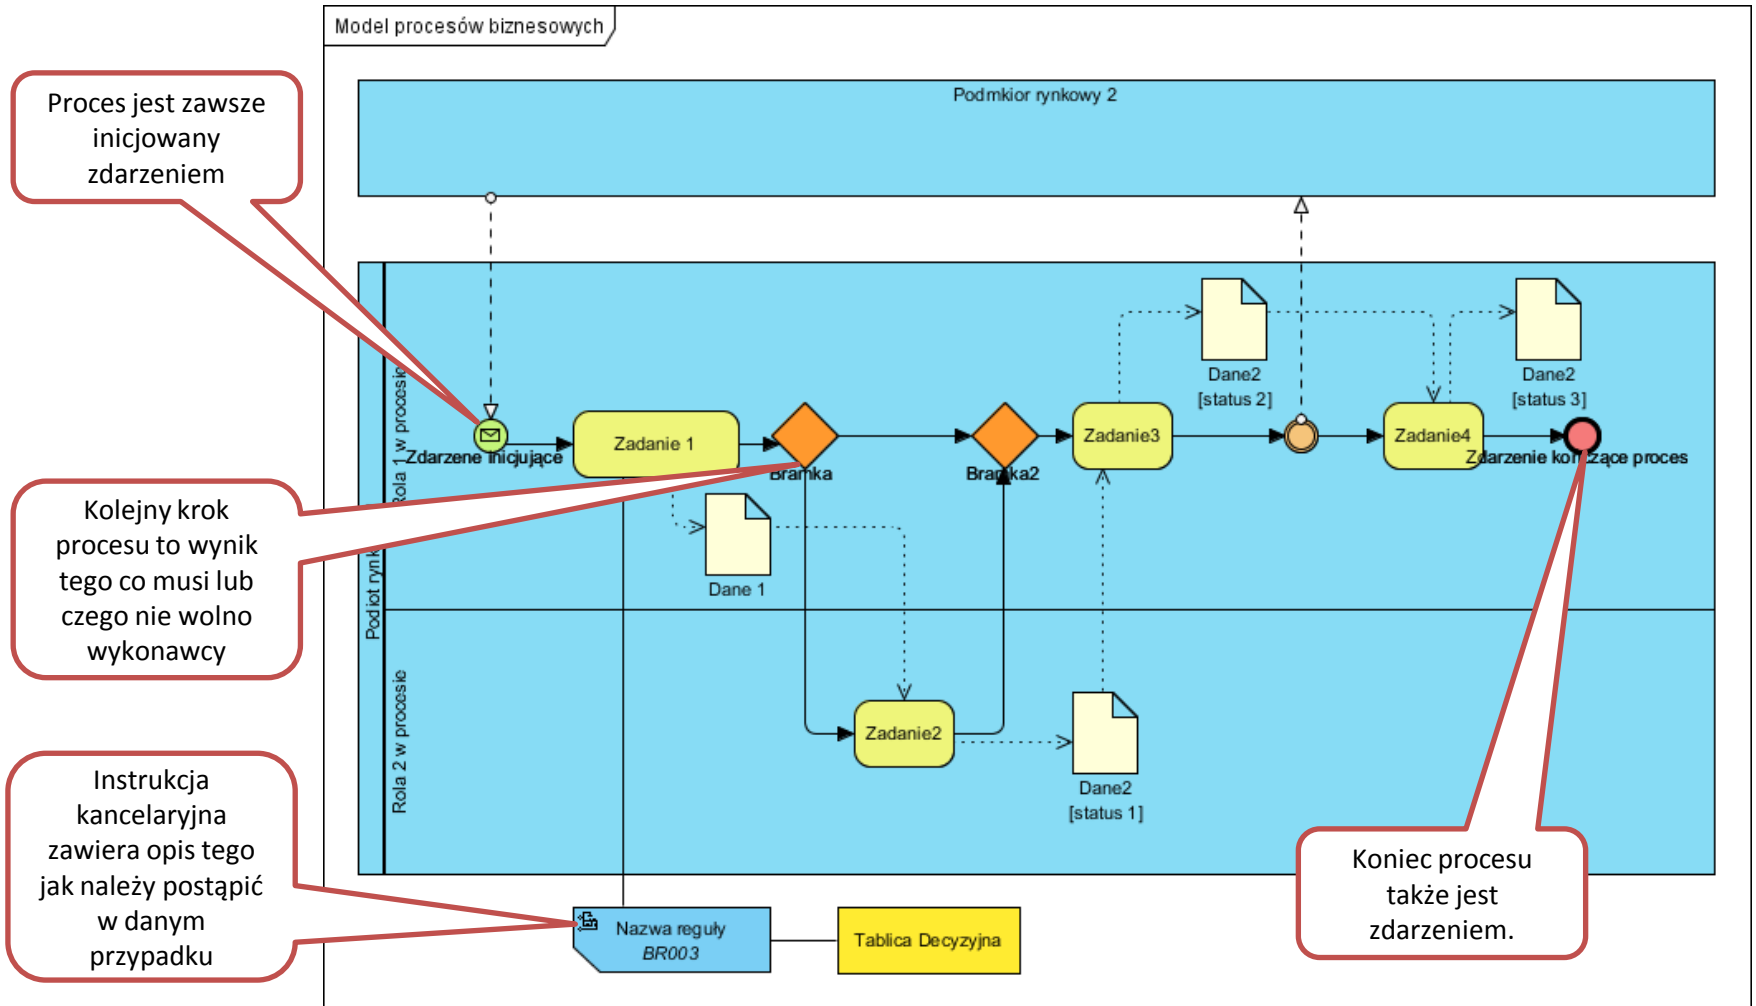 Model procesów biznesowych
Proces jest zawsze
inicjowany
zdarzeniem
Podmkior rynkowy 2
Rola 1 w procesie
Zdarzene inicjujące
Zadanie 1
Bramka
Bramka2
Zadanie3
Dane2
[status 2]
Zadanie4
Dane2
[status 3]
Zdarzenie kończące proces
Kolejny krok
procesu to wynik
tego co musi lub
czego nie wolno
wykonawcy
Dane 1
Podiot
Rola 2 w procesie
Zadanie2
Dane2
[status 1]
Instrukcja
kancelaryjna
zawiera opis tego
jak należy postąpić
w danym
przypadku
Nazwa reguły
BR003
Tablica Decyzyjna
Koniec procesu
także jest
zdarzeniem.